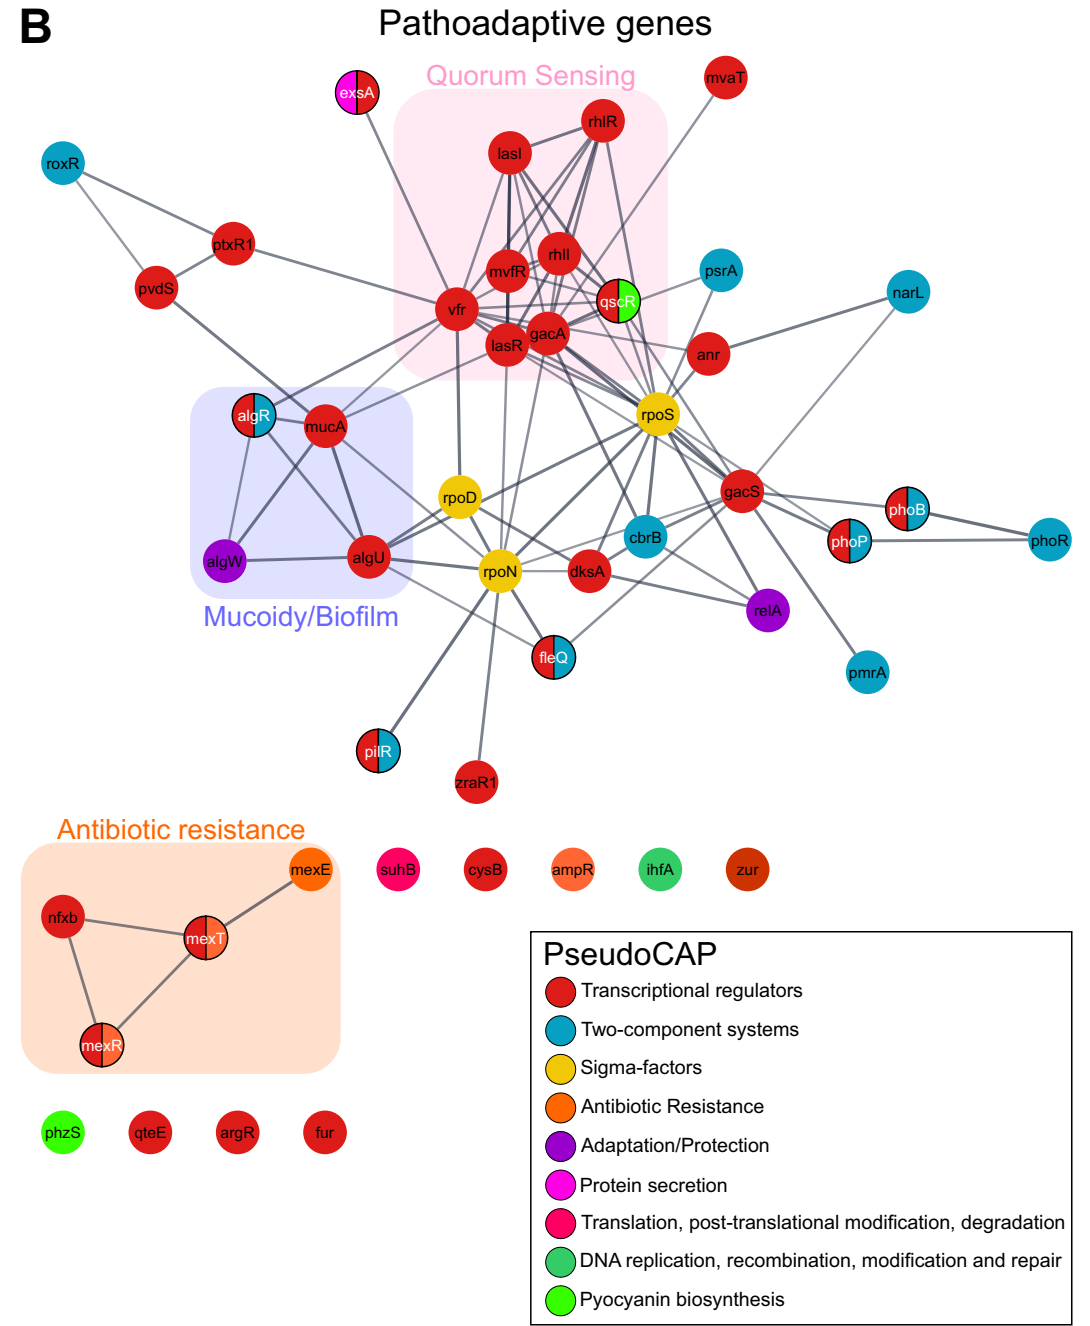 B
Pathoadaptive genes
Quorum Sensing
mvaT
exsA
rhlR
lasI
roxR
ptxR1
rhlI
mvfR
psrA
pvdS
qscR
narL
vfr
gacA
lasR
anr
algR
mucA
rpoS
rpoD
gacS
phoB
cbrB
phoP
phoR
algW
algU
rpoN
dksA
relA
Mucoidy/Biofilm
fleQ
pmrA
pilR
zraR1
Antibiotic resistance
mexE
suhB
cysB
ampR
ihfA
zur
nfxb
mexT
mexR
phzS
qteE
argR
fur
PseudoCAP
Transcriptional regulators
Two-component systems
Sigma-factors
Antibiotic Resistance
Adaptation/Protection
Protein secretion
Translation, post-translational modification, degradation
DNA replication, recombination, modification and repair
Pyocyanin biosynthesis